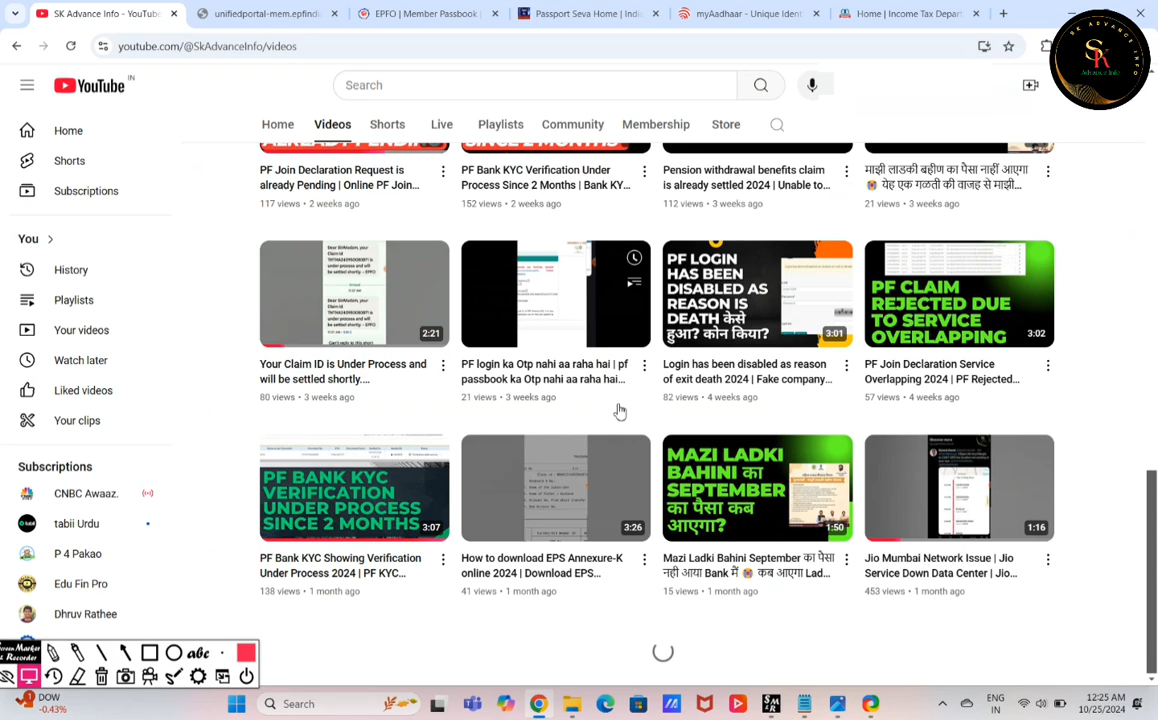 SK Advance Info - YouTube
unifiedportal-mem.epfindi
EPFO | Member Passbook |
Passport Seva Home | Indi
myAadhaar - Unique Ident
Home | Income Tax Depart
youtube.com/@SkAdvanceInfo/videos
SK ADVANCE INFO
SK
Advance Info
YouTube IN
Search
Home
Videos
Shorts
Live
Playlists
Community
Membership
Store
Home
Shorts
Subscriptions
You
History
Playlists
Your videos
Watch later
Liked videos
Your clips
Subscriptions
CNBC Awaaz.
tabii Urdu
P 4 Pakao
Edu Fin Pro
Dhruv Rathee
PF Join Declaration Request is
already Pending | Online PF Join...
117 views • 2 weeks ago
PF Bank KYC Verification Under
Process Since 2 Months | Bank KY...
152 views • 2 weeks ago
Pension withdrawal benefits claim
is already settled 2024 | Unable to...
112 views • 3 weeks ago
माझी लाडकी बहीण का पैसा नहीं आएगा
😭 येह एक गळती की वाजह से माझी...
21 views • 3 weeks ago
2:21
Your Claim ID is Under Process and
will be settled shortly....
80 views • 3 weeks ago
PF login ka Otp nahi aa raha hai | pf
passbook ka Otp nahi aa raha hai...
21 views • 3 weeks ago
PF LOGIN
HAS BEEN
DISABLED AS
REASON IS
DEATH केसे
हुआ? कोन किया?
3:01
Login has been disabled as reason
of exit death 2024 | Fake company...
82 views • 4 weeks ago
PF CLAIM
REJECTED DUE
TO SERVICE
OVERLAPPING
3:02
PF Join Declaration Service
Overlapping 2024 | PF Rejected...
57 views • 4 weeks ago
PF BANK KYC
VERIFICATION
UNDER PROCESS
SINCE 2 MONTHS
3:07
PF Bank KYC Showing Verification
Under Process 2024 | PF KYC...
138 views • 1 month ago
3:26
How to download EPS Annexure-K
online 2024 | Download EPS...
41 views • 1 month ago
MAZI LADKI
BAHINI का
SEPTEMBER
का पैसा कब
आएगा?
1:50
Mazi Ladki Bahini September का पैसा
नही आया Bank में 😭 कब आएगा Lad...
15 views • 1 month ago
1:16
Jio Mumbai Network Issue | Jio
Service Down Data Center | Jio...
453 views • 1 month ago
abc
DOW
-0.43%
Search
ENG
IN
12:25 AM
10/25/2024